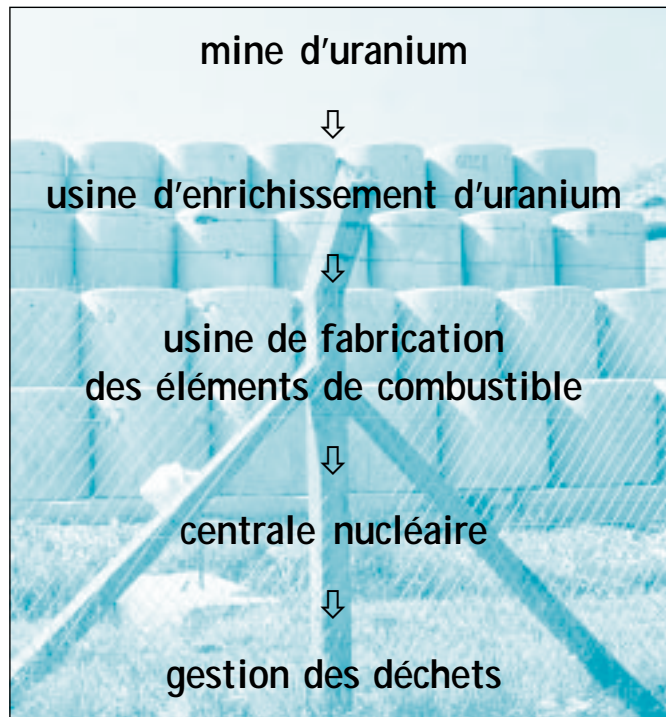 mine d'uranium
⇩
usine d'enrichissement d'uranium
⇩
usine de fabrication
des éléments de combustible
⇩
centrale nucléaire
⇩
gestion des déchets